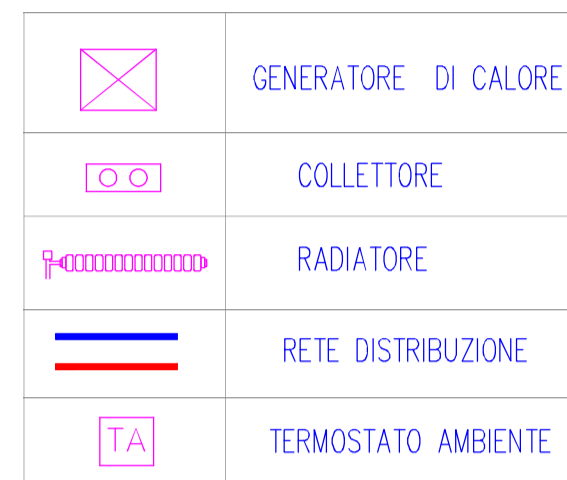 GENERATORE DI CALORE
COLLETTORE
RADIATORE
RETE DISTRIBUZIONE
TA TERMOSTATO AMBIENTE